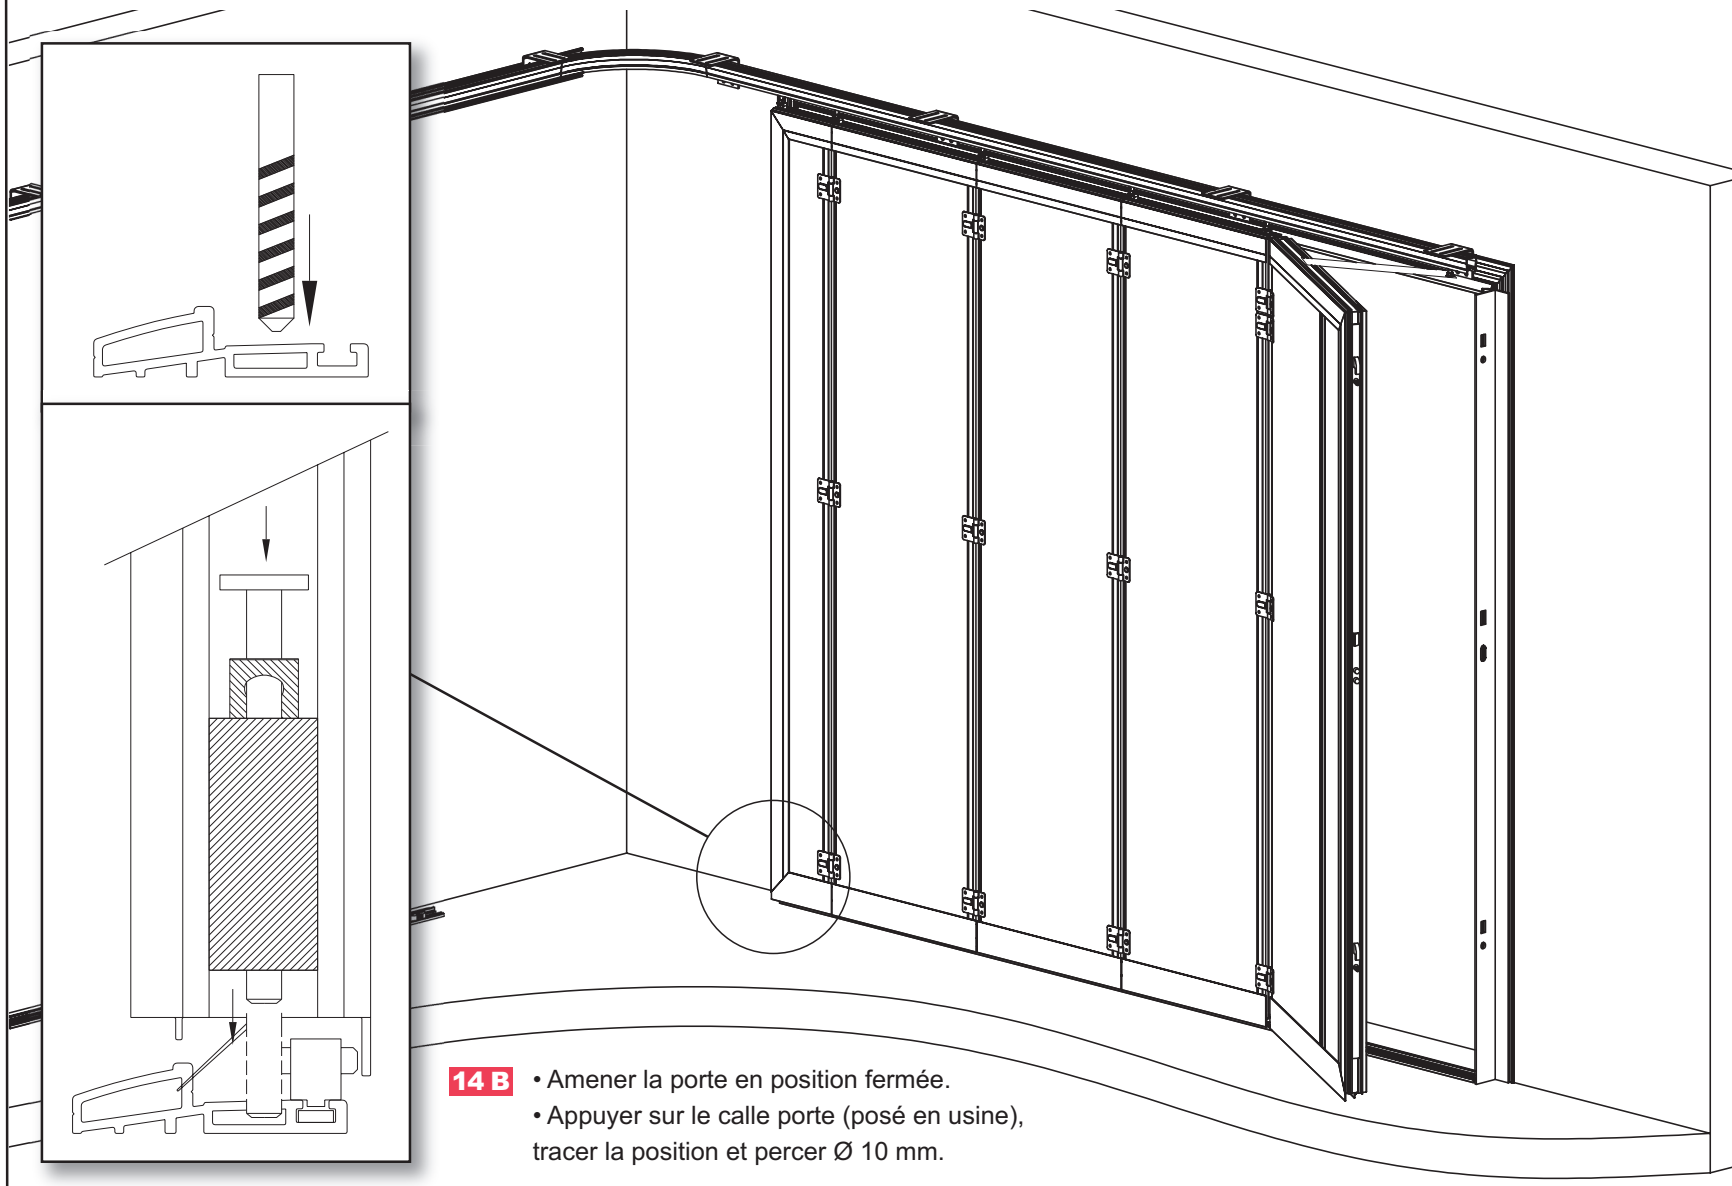 14 B • Amener la porte en position fermée.
• Appuyer sur le calle porte (posé en usine),
tracer la position et percer Ø 10 mm.